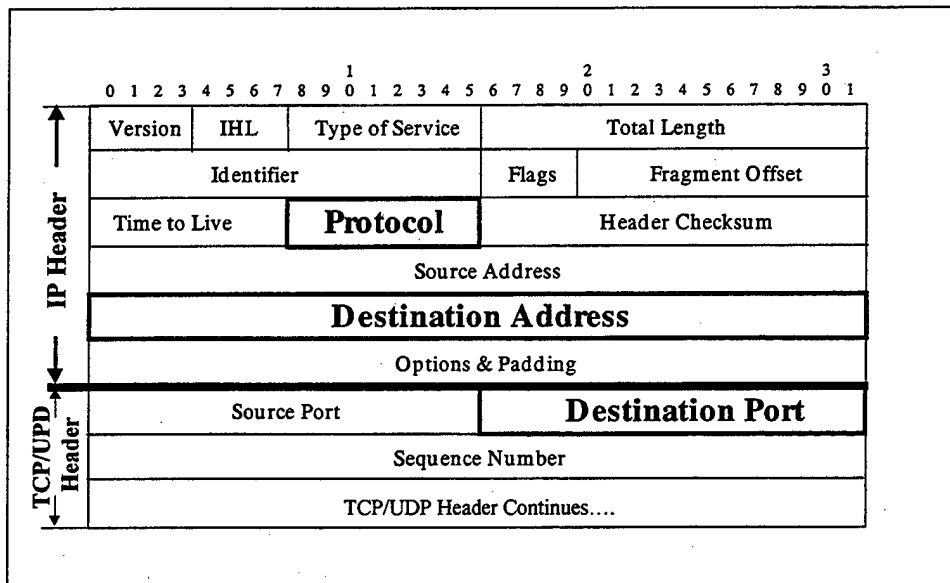 1 2 3
0 1 2 3 4 5 6 7 8 9 0 1 2 3 4 5 6 7 8 9 0 1 2 3 4 5 6 7 8 9 0 1
IP Header
Version IHL Type of Service Total Length
Identifier Flags Fragment Offset
Time to Live Protocol Header Checksum
Source Address
Destination Address
Options & Padding
TCP/UPD Header
Source Port Destination Port
Sequence Number
TCP/UDP Header Continues....